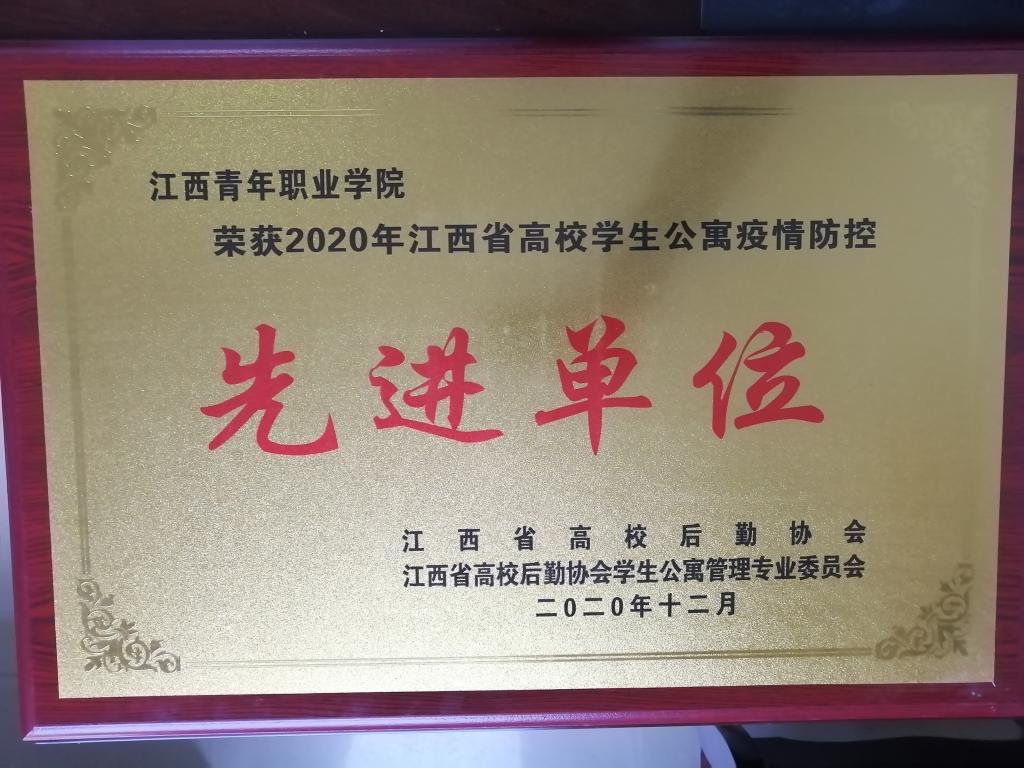 江西青年职业学院
荣获2020年江西省高校学生公寓疫情防控
先进单位
江西省高校后勤协会
江西省高校后勤协会学生公寓管理专业委员会
二0二0年十二月